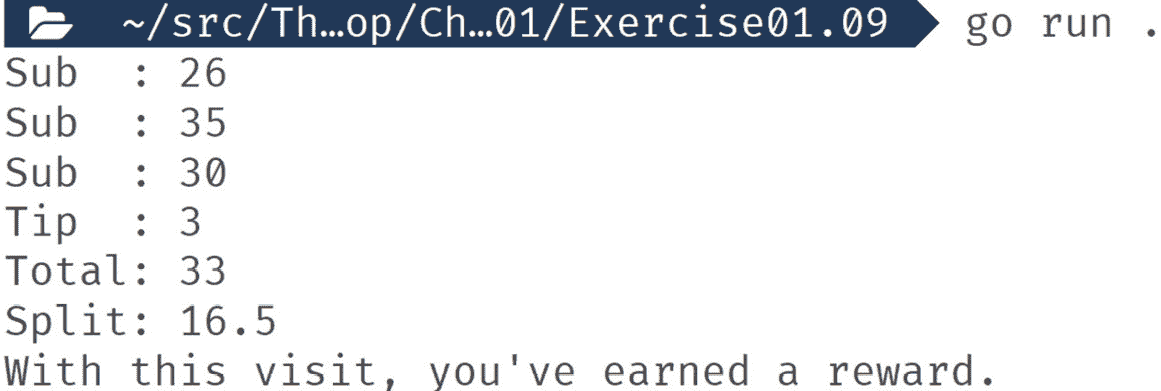 ~/src/Th…op/Ch…01/Exercise01.09 go run .
Sub  : 26
Sub  : 35
Sub  : 30
Tip  : 3
Total: 33
Split: 16.5
With this visit, you've earned a reward.